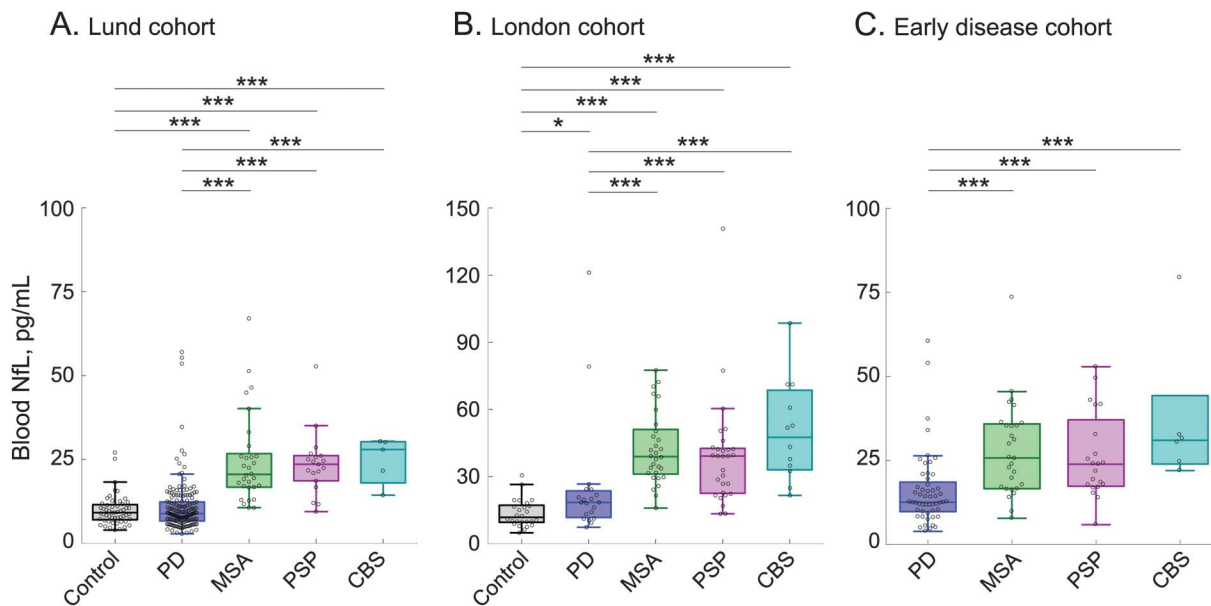 A. Lund cohort
***
***
***
***
***
***
Blood NfL, pg/mL
100
75
50
25
0
Control
PD
MSA
PSP
CBS
B. London cohort
***
***
***
*
***
***
***
150
120
90
60
30
0
Control
PD
MSA
PSP
CBS
C. Early disease cohort
***
***
***
100
75
50
25
0
PD
MSA
PSP
CBS